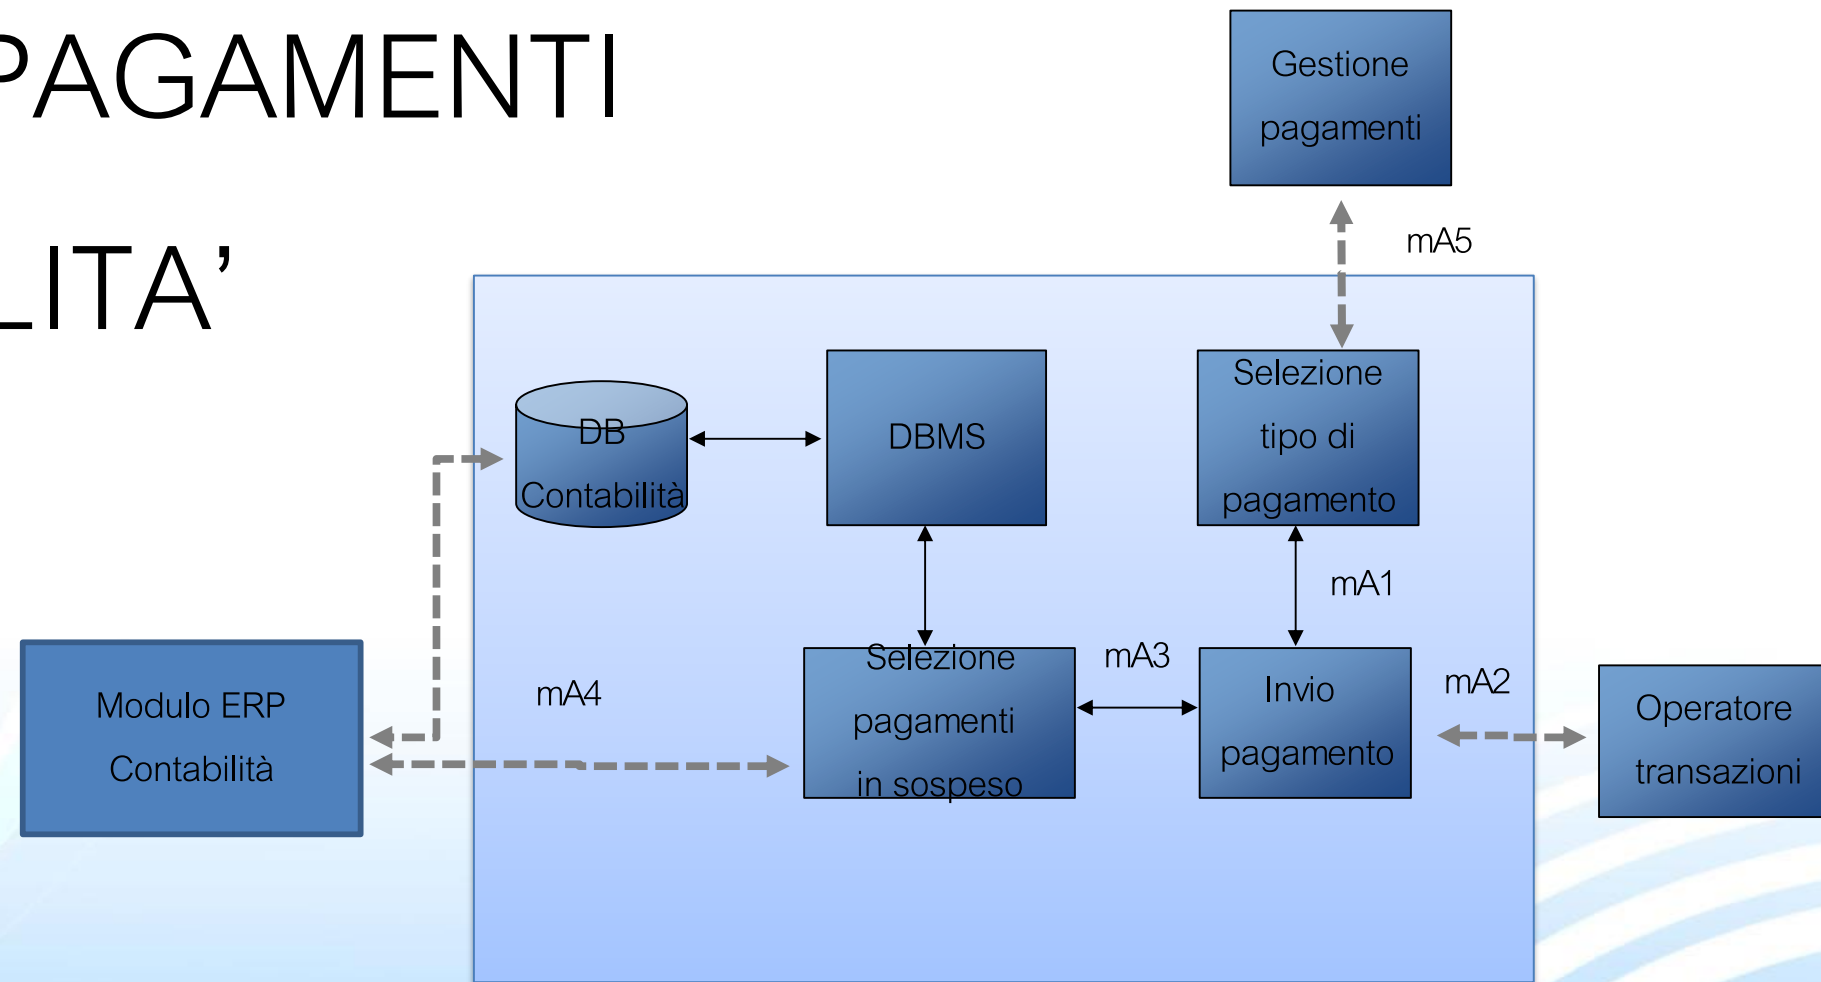 PAGAMENTI
LITA’
Gestione
pagamenti
mA5
DB
Contabilità
DBMS
Selezione
tipo di
pagamento
mA1
Modulo ERP
Contabilità
mA4
Selezione
pagamenti
in sospeso
mA3
Invio
pagamento
mA2
Operatore
transazioni